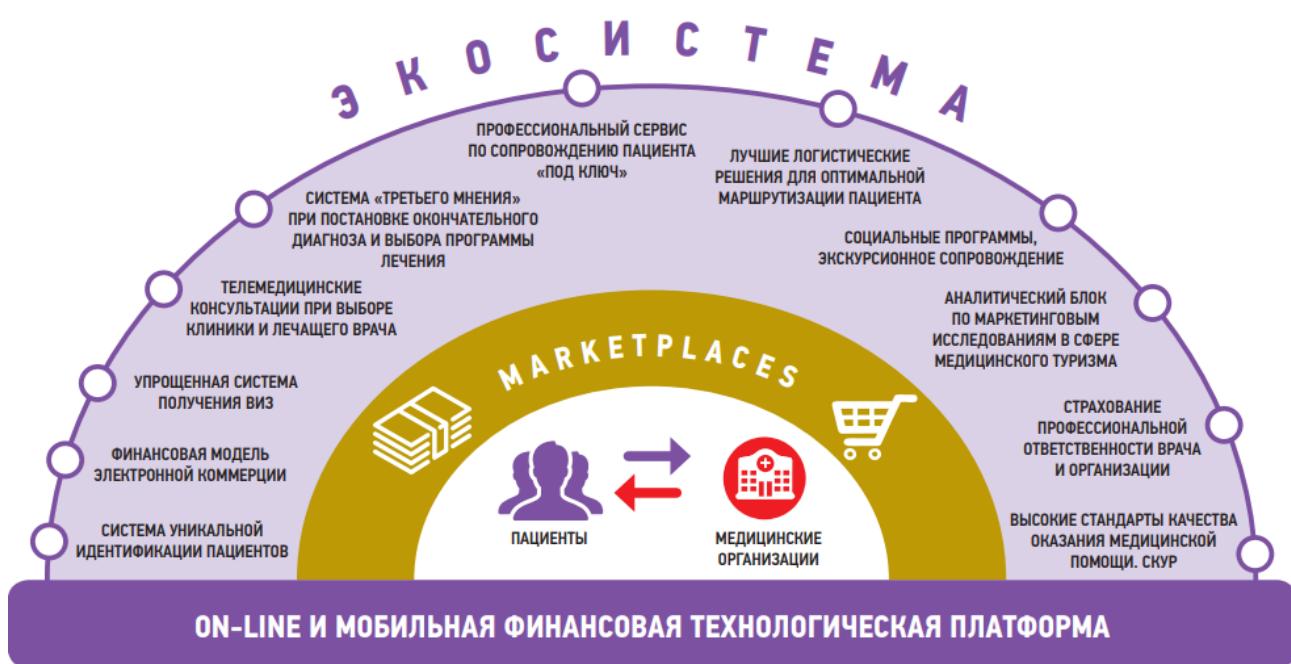 ЭКОСИСТЕМА
СИСТЕМА УНИКАЛЬНОЙ
ИДЕНТИФИКАЦИИ ПАЦИЕНТОВ
ФИНАНСОВАЯ МОДЕЛЬ
ЭЛЕКТРОННОЙ КОММЕРЦИИ
УПРОЩЕННАЯ СИСТЕМА
ПОЛУЧЕНИЯ ВИЗ
ТЕЛЕМЕДИЦИНСКИЕ
КОНСУЛЬТАЦИИ ПРИ ВЫБОРЕ
КЛИНИКИ И ЛЕЧАЩЕГО ВРАЧА
СИСТЕМА «ТРЕТЬЕГО МНЕНИЯ»
ПРИ ПОСТАНОВКЕ ОКОНЧАТЕЛЬНОГО
ДИАГНОЗА И ВЫБОРА ПРОГРАММЫ
ЛЕЧЕНИЯ
ПРОФЕССИОНАЛЬНЫЙ СЕРВИС
ПО СОПРОВОЖДЕНИЮ ПАЦИЕНТА
«ПОД КЛЮЧ»
ЛУЧШИЕ ЛОГИСТИЧЕСКИЕ
РЕШЕНИЯ ДЛЯ ОПТИМАЛЬНОЙ
МАРШРУТИЗАЦИИ ПАЦИЕНТА
СОЦИАЛЬНЫЕ ПРОГРАММЫ,
ЭКСКУРСИОННОЕ СОПРОВОЖДЕНИЕ
АНАЛИТИЧЕСКИЙ БЛОК
ПО МАРКЕТИНГОВЫМ
ИССЛЕДОВАНИЯМ В СФЕРЕ
МЕДИЦИНСКОГО ТУРИЗМА
СТРАХОВАНИЕ
ПРОФЕССИОНАЛЬНОЙ
ОТВЕТСТВЕННОСТИ ВРАЧА
И ОРГАНИЗАЦИИ
ВЫСОКИЕ СТАНДАРТЫ КАЧЕСТВА
ОКАЗАНИЯ МЕДИЦИНСКОЙ
ПОМОЩИ. СКУР
MARKETPLACES
ПАЦИЕНТЫ
МЕДИЦИНСКИЕ
ОРГАНИЗАЦИИ
ON-LINE И МОБИЛЬНАЯ ФИНАНСОВАЯ ТЕХНОЛОГИЧЕСКАЯ ПЛАТФОРМА